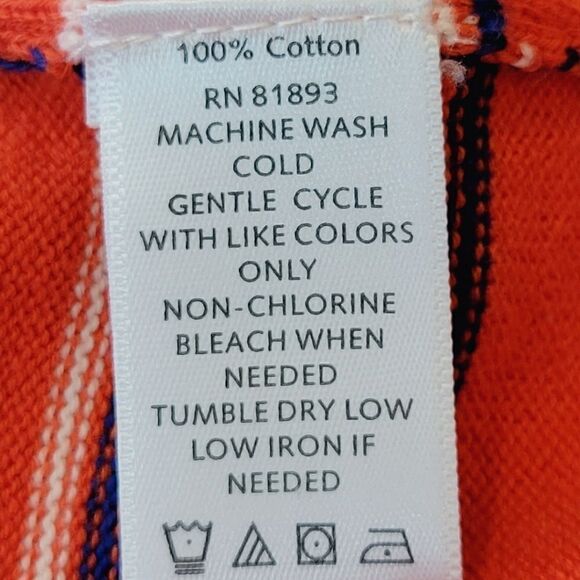 100% Cotton
RN 81893
MACHINE WASH
COLD
GENTLE CYCLE
WITH LIKE COLORS
ONLY
NON-CHLORINE
BLEACH WHEN
NEEDED
TUMBLE DRY LOW
LOW IRON IF
NEEDED